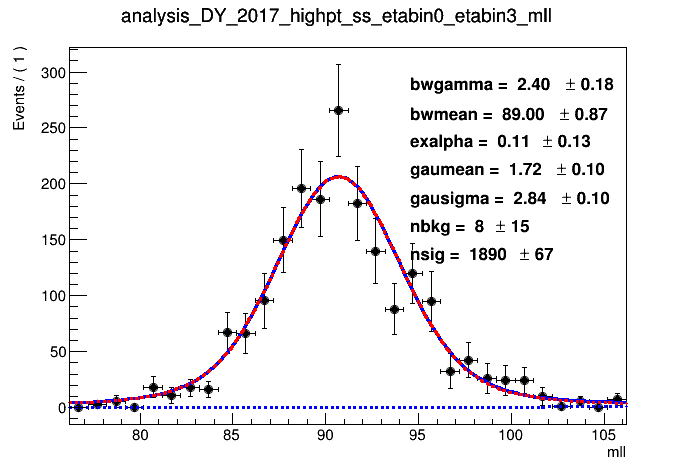 analysis_DY_2017_highpt_ss_etabin0_etabin3_mll
Events / ( 1 )
300
250
200
150
100
50
0
bwgamma = 2.40 ± 0.18
bwmean = 89.00 ± 0.87
exalpha = 0.11 ± 0.13
gaumean = 1.72 ± 0.10
gausigma = 2.84 ± 0.10
nbkg = 8 ± 15
nsig = 1890 ± 67
80 85 90 95 100 105
mll